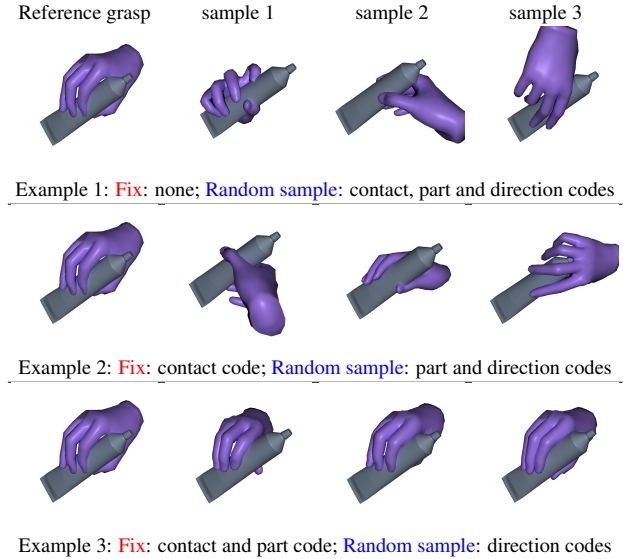 Reference grasp sample 1 sample 2 sample 3
Example 1: Fix: none; Random sample: contact, part and direction codes
Example 2: Fix: contact code; Random sample: part and direction codes
Example 3: Fix: contact and part code; Random sample: direction codes